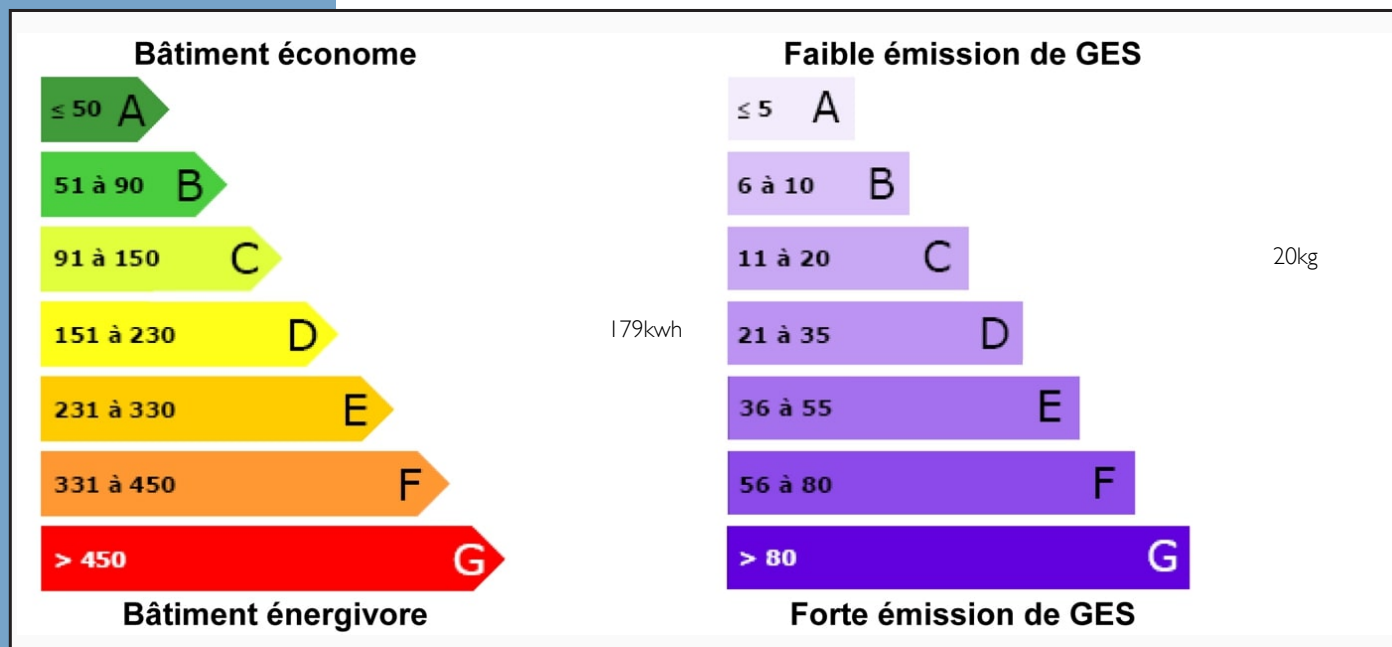 Bâtiment économe
≤ 50 A
51 à 90 B
91 à 150 C
151 à 230 D
179kwh
231 à 330 E
331 à 450 F
> 450 G
Bâtiment énergivore
Faible émission de GES
≤ 5 A
6 à 10 B
11 à 20 C
20kg
21 à 35 D
36 à 55 E
56 à 80 F
> 80 G
Forte émission de GES